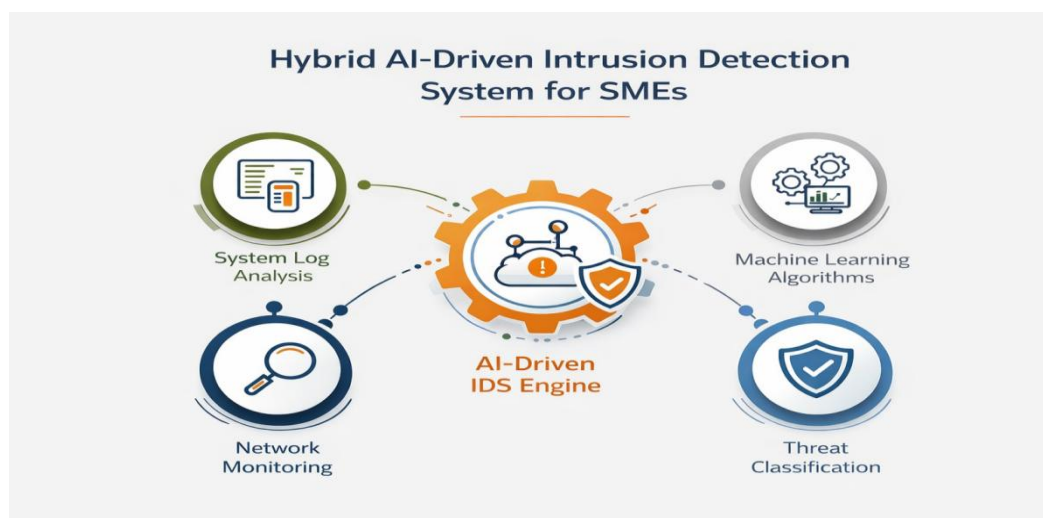 Hybrid AI-Driven Intrusion Detection
System for SMEs
System Log
Analysis
Machine Learning
Algorithms
AI-Driven
IDS Engine
Network
Monitoring
Threat
Classification